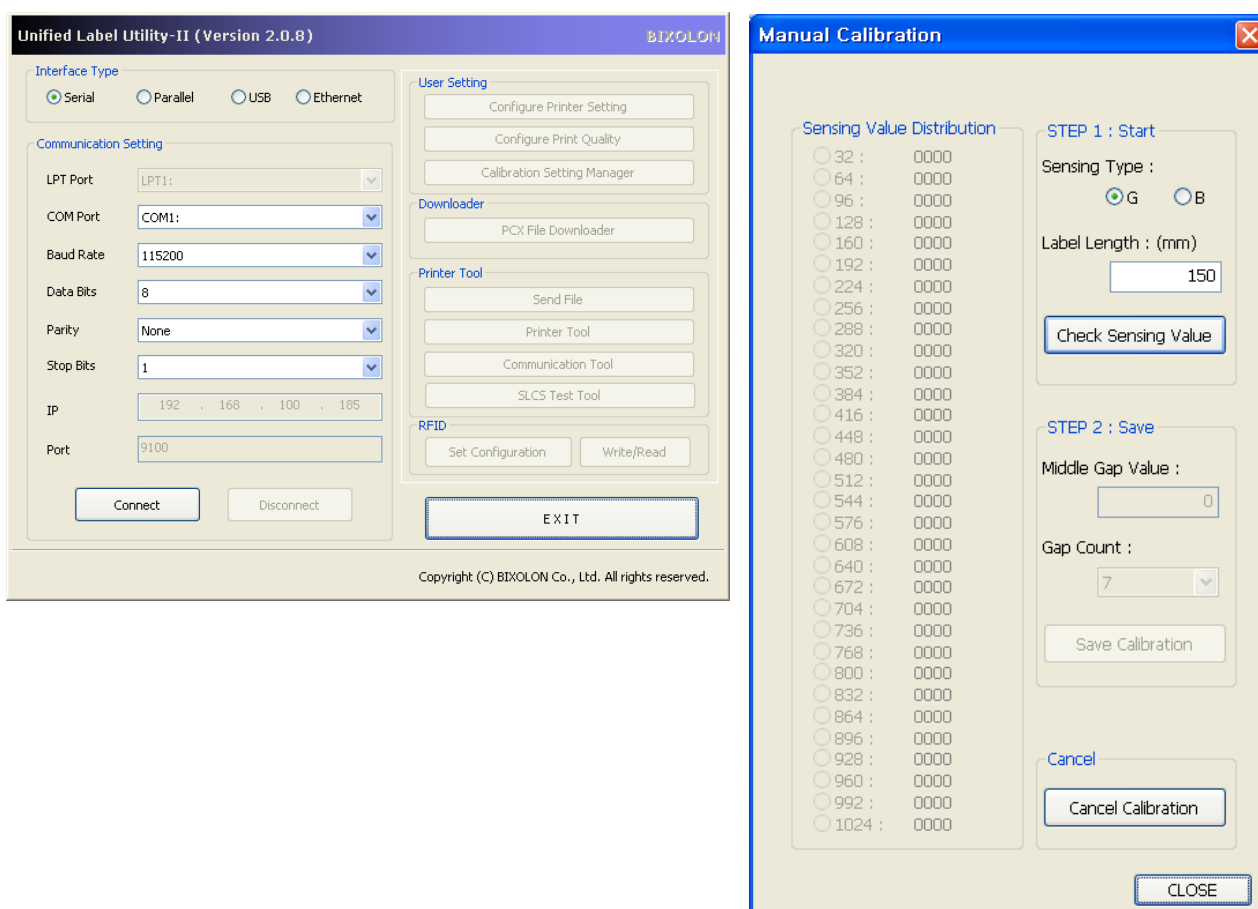 Unified Label Utility-II (Version 2.0.8)
BIXOLON
Interface Type
Serial
Parallel
USB
Ethernet
Communication Setting
LPT Port
LPT1:
COM Port
COM1:
Baud Rate
115200
Data Bits
8
Parity
None
Stop Bits
1
IP
192 . 168 . 100 . 185
Port
9100
Connect
Disconnect
User Setting
Configure Printer Setting
Configure Print Quality
Calibration Setting Manager
Downloader
PCX File Downloader
Printer Tool
Send File
Printer Tool
Communication Tool
SLCS Test Tool
RFID
Set Configuration
Write/Read
EXIT
Copyright (C) BIXOLON Co., Ltd. All rights reserved.
Manual Calibration
Sensing Value Distribution
32 : 0000
64 : 0000
96 : 0000
128 : 0000
160 : 0000
192 : 0000
224 : 0000
256 : 0000
288 : 0000
320 : 0000
352 : 0000
384 : 0000
416 : 0000
448 : 0000
480 : 0000
512 : 0000
544 : 0000
576 : 0000
608 : 0000
640 : 0000
672 : 0000
704 : 0000
736 : 0000
768 : 0000
800 : 0000
832 : 0000
864 : 0000
896 : 0000
928 : 0000
960 : 0000
992 : 0000
1024 : 0000
STEP 1 : Start
Sensing Type :
G
B
Label Length : (mm)
150
Check Sensing Value
STEP 2 : Save
Middle Gap Value :
0
Gap Count :
7
Save Calibration
Cancel
Cancel Calibration
CLOSE